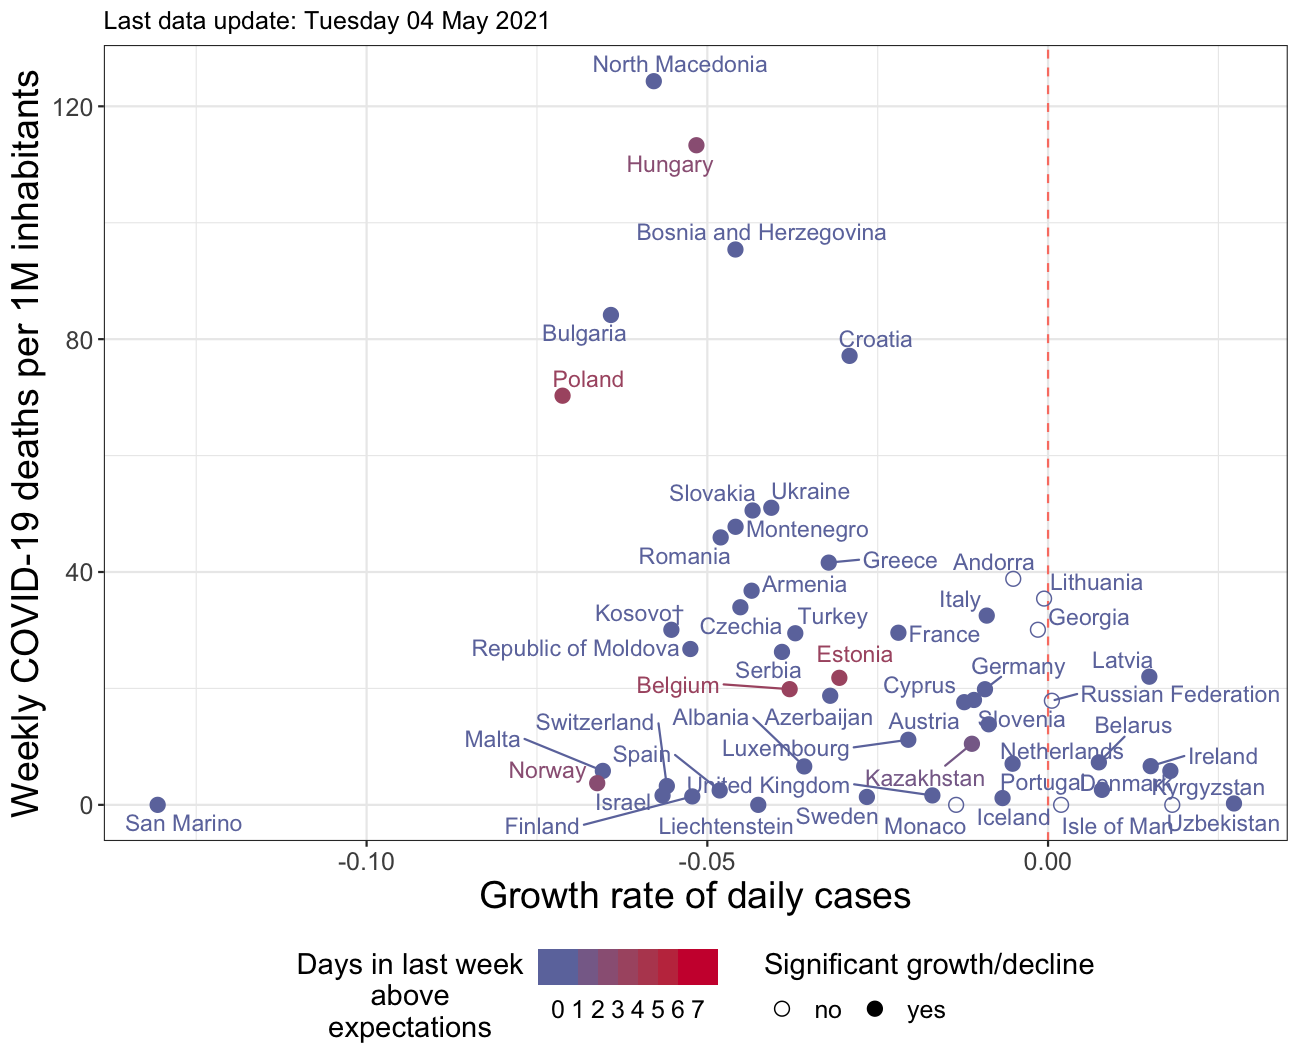 Last data update: Tuesday 04 May 2021
Weekly COVID-19 deaths per 1M inhabitants
120
80
40
0
North Macedonia
Hungary
Bosnia and Herzegovina
Bulgaria
Croatia
Poland
Slovakia
Ukraine
Montenegro
Romania
Greece
Andorra
Armenia
Lithuania
Italy
Kosovo†
Czechia
Turkey
Georgia
France
Republic of Moldova
Estonia
Serbia
Germany
Latvia
Belgium
Cyprus
Russian Federation
Switzerland
Albania
Azerbaijan
Austria
Slovenia
Belarus
Malta
Spain
Luxembourg
Netherlands
Ireland
Norway
United Kingdom
Kazakhstan
Portugal
Denmark
Kyrgyzstan
Israel
San Marino
Finland
Liechtenstein
Sweden
Monaco
Iceland
Isle of Man
Uzbekistan
-0.10
-0.05
0.00
Growth rate of daily cases
Days in last week
above
expectations
0 1 2 3 4 5 6 7
Significant growth/decline
no
yes